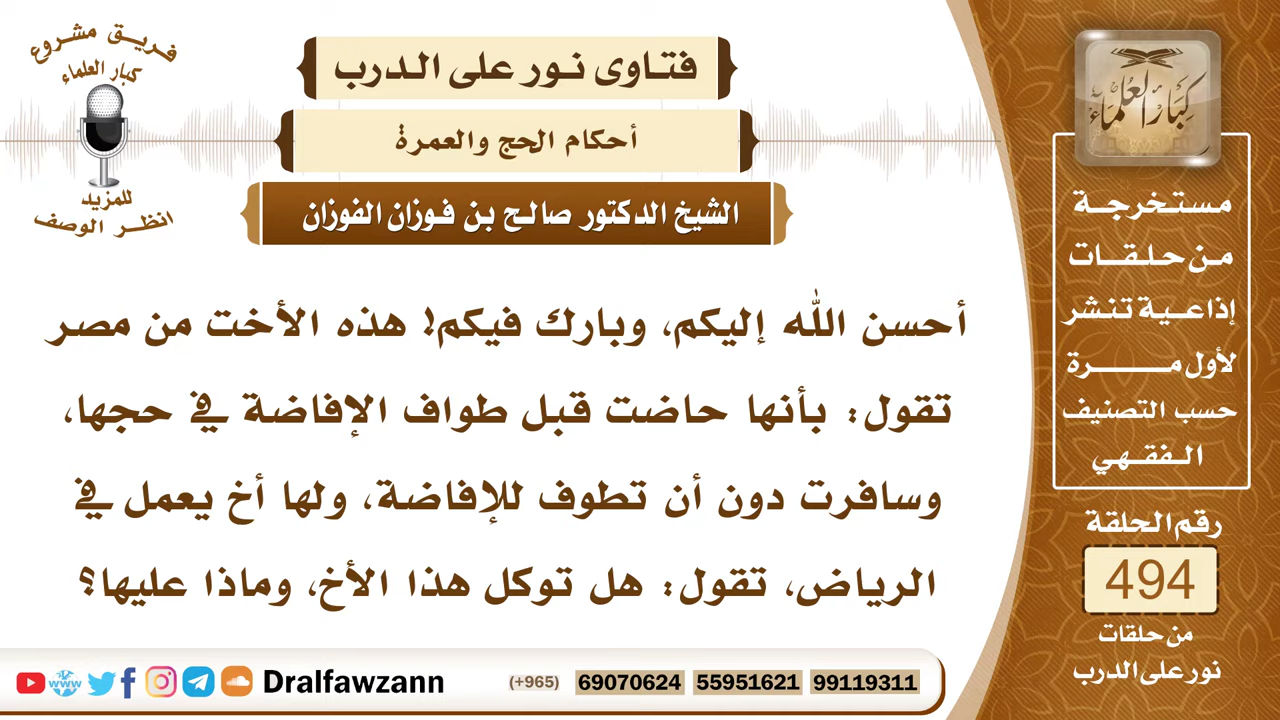 فريق مشروع
كبار العلماء
للمزيد
انظر الوصف
فتاوى نور على الدرب
أحكام الحج والعمرة
الشيخ الدكتور صالح بن فوزان الفوزان
أحسن الله إليكم، وبارك فيكم! هذه الأخت من مصر
تقول: بأنها حاضت قبل طواف الإفاضة في حجها،
وسافرت دون أن تطوف للإفاضة، ولها أخ يعمل في
الرياض، تقول: هل توكل هذا الأخ، وماذا عليها؟
كبار العلماء
مستخرجة
من حلقات
إذاعية تنشر
لأول مرة
حسب التصنيف
الفقهي
رقم الحلقة
494
من حلقات
نور على الدرب
www
Dralfawzann (+965) 69070624 55951621 99119311